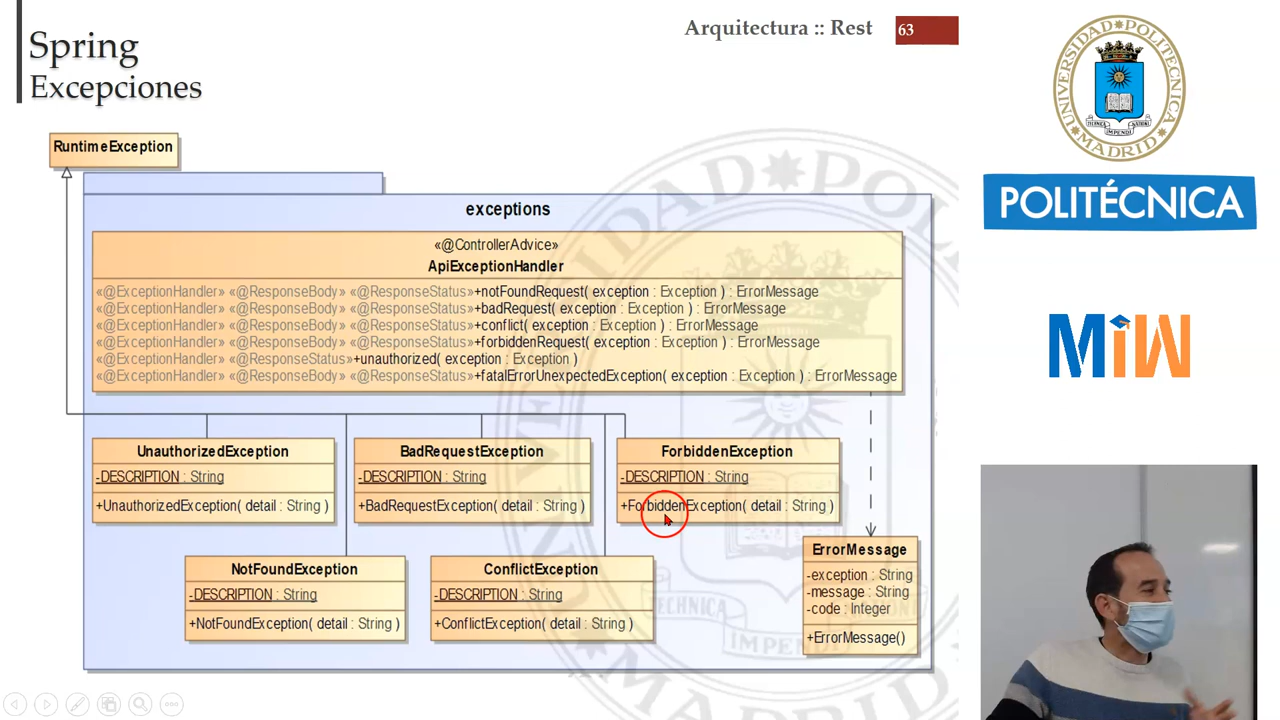 Spring
Excepciones
Arquitectura :: Rest
63
RuntimeException
exceptions
«@ControllerAdvice»
ApiExceptionHandler
«@ExceptionHandler» «@ResponseBody» «@ResponseStatus»+notFoundRequest( exception : Exception ) : ErrorMessage
«@ExceptionHandler» «@ResponseBody» «@ResponseStatus»+badRequest( exception : Exception ) : ErrorMessage
«@ExceptionHandler» «@ResponseBody» «@ResponseStatus»+conflict( exception : Exception ) : ErrorMessage
«@ExceptionHandler» «@ResponseBody» «@ResponseStatus»+forbiddenRequest( exception : Exception ) : ErrorMessage
«@ExceptionHandler» «@ResponseStatus»+unauthorized( exception : Exception )
«@ExceptionHandler» «@ResponseBody» «@ResponseStatus»+fatalErrorUnexpectedException( exception : Exception ) : ErrorMessage
UnauthorizedException
-DESCRIPTION : String
+UnauthorizedException( detail : String )
BadRequestException
-DESCRIPTION : String
+BadRequestException( detail : String )
ForbiddenException
-DESCRIPTION : String
+ForbiddenException( detail : String )
NotFoundException
-DESCRIPTION : String
+NotFoundException( detail : String )
ConflictException
-DESCRIPTION : String
+ConflictException( detail : String )
ErrorMessage
-exception : String
-message : String
-code : Integer
+ErrorMessage()
UNIVERSIDAD POLITÉCNICA
MADRID
TECHNICA
IMPENDI
POLITÉCNICA
MiW